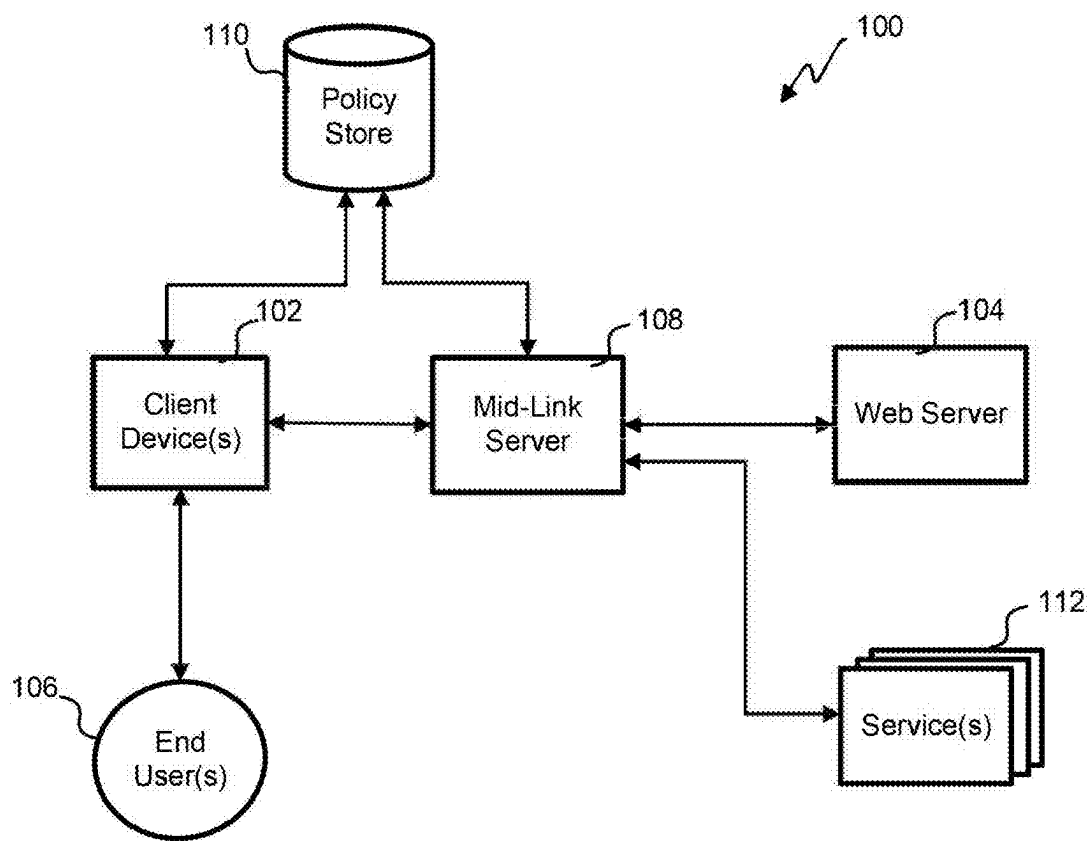 110
100
Policy
Store
102
108
104
Client
Device(s)
Mid-Link
Server
Web Server
112
106
End
User(s)
Service(s)